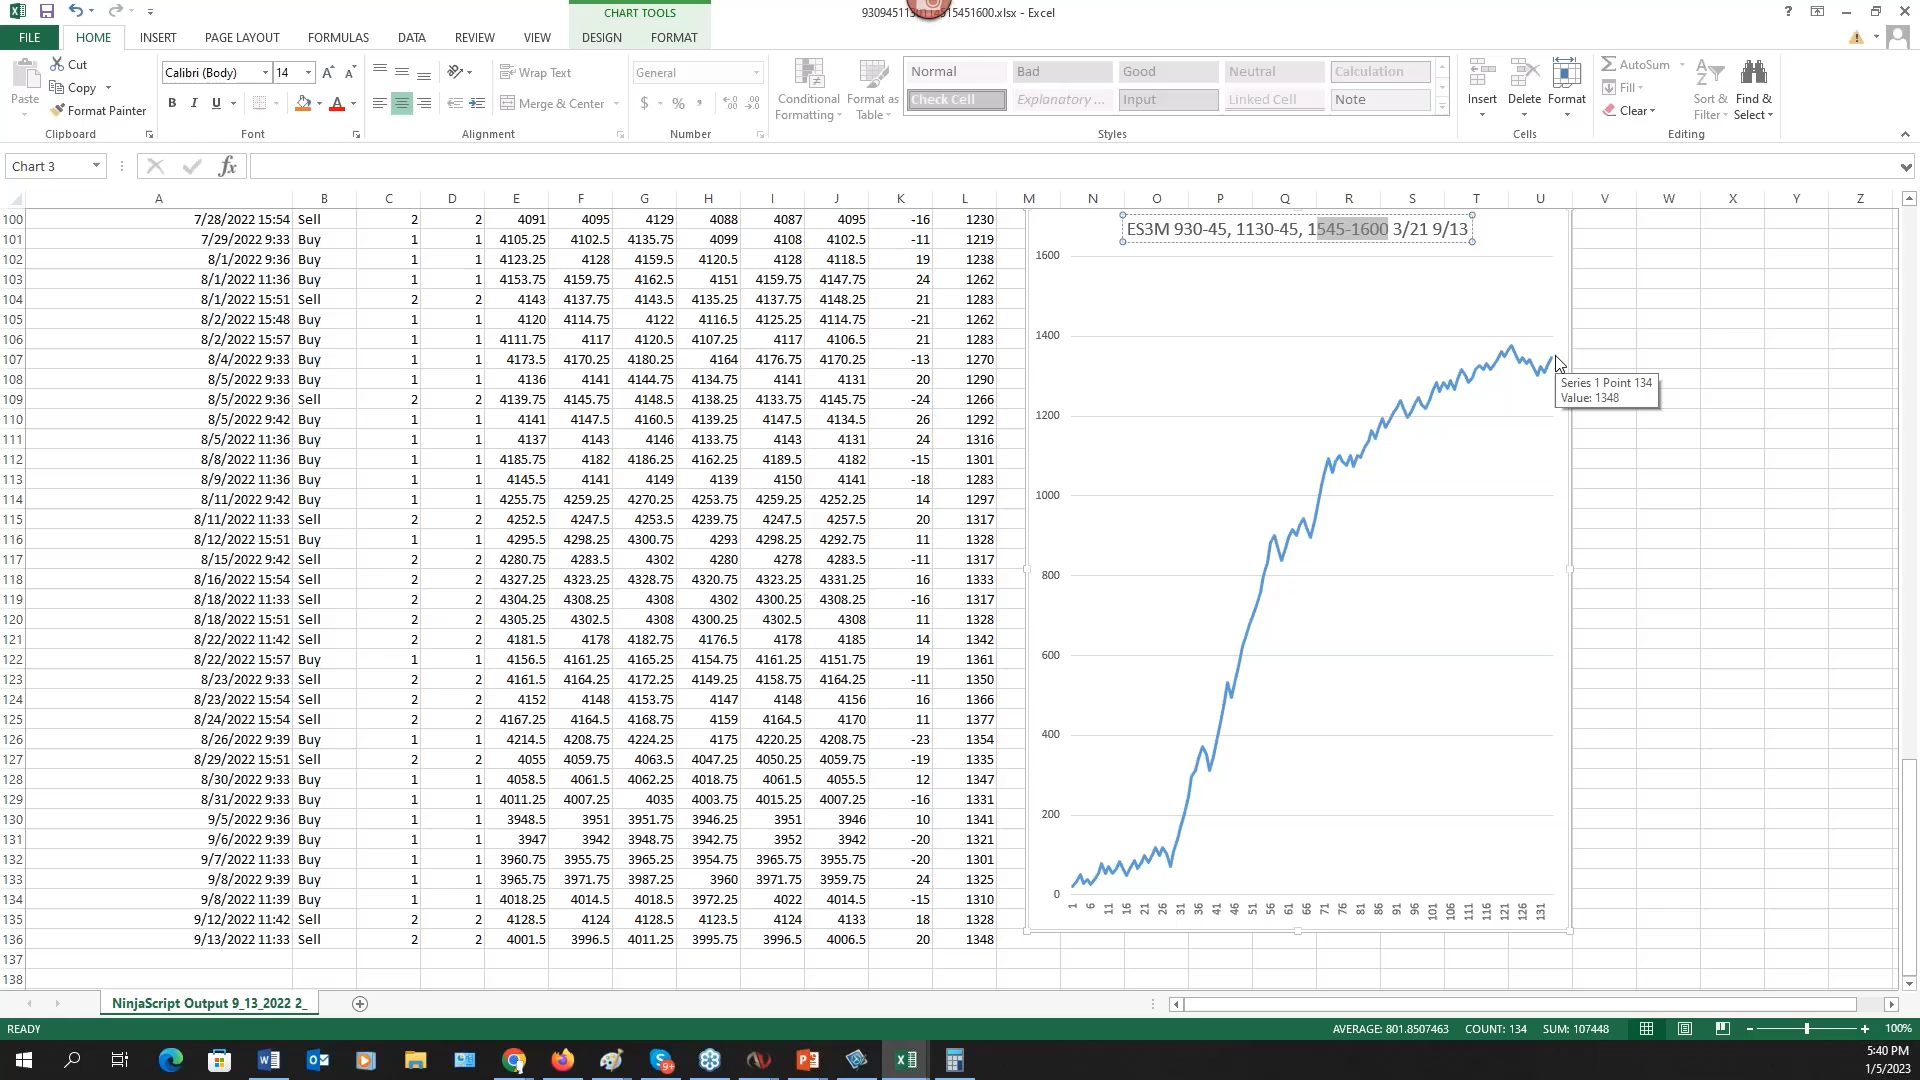 CHART TOOLS
.xlsx - Excel
FILE HOME INSERT PAGE LAYOUT FORMULAS DATA REVIEW VIEW DESIGN FORMAT
Cut
Copy
Format Painter
Paste
Calibri (Body) 14
B I U
Wrap Text
Merge & Center
General
$ % ,
Conditional Formatting
Format as Table
Normal Bad Good Neutral Calculation
Check Cell Explanatory ... Input Linked Cell Note
Insert Delete Format
AutoSum
Fill
Clear
Sort & Filter
Find & Select
Clipboard Font Alignment Number Styles Cells Editing
Chart 3 fx
A B C D E F G H I J K L M N O P Q R S T U V W X Y Z
100 7/28/2022 15:54 Sell 2 2 4091 4095 4129 4088 4087 4095 -16 1230
101 7/29/2022 9:33 Buy 1 1 4105.25 4102.5 4135.75 4099 4108 4102.5 -11 1219
102 8/1/2022 9:36 Buy 1 1 4123.25 4128 4159.5 4120.5 4128 4118.5 19 1238
103 8/1/2022 11:36 Buy 1 1 4153.75 4159.75 4162.5 4151 4159.75 4147.75 24 1262
104 8/1/2022 15:51 Sell 2 2 4143 4137.75 4143.5 4135.25 4137.75 4148.25 21 1283
105 8/2/2022 15:48 Buy 1 1 4120 4114.75 4122 4116.5 4125.25 4114.75 -21 1262
106 8/2/2022 15:57 Buy 1 1 4111.75 4117 4120.5 4107.25 4117 4106.5 21 1283
107 8/4/2022 9:33 Buy 1 1 4173.5 4170.25 4180.25 4164 4176.75 4170.25 -13 1270
108 8/5/2022 9:33 Buy 1 1 4136 4141 4144.75 4134.75 4141 4131 20 1290
109 8/5/2022 9:36 Sell 2 2 4139.75 4145.75 4148.5 4138.25 4133.75 4145.75 -24 1266
110 8/5/2022 9:42 Buy 1 1 4141 4147.5 4160.5 4139.25 4147.5 4134.5 26 1292
111 8/5/2022 11:36 Buy 1 1 4137 4143 4146 4133.75 4143 4131 24 1316
112 8/8/2022 11:36 Buy 1 1 4185.75 4182 4186.25 4162.25 4189.5 4182 -15 1301
113 8/9/2022 11:36 Buy 1 1 4145.5 4141 4149 4139 4150 4141 -18 1283
114 8/11/2022 9:42 Buy 1 1 4255.75 4259.25 4270.25 4253.75 4259.25 4252.25 14 1297
115 8/11/2022 11:33 Sell 2 2 4252.5 4247.5 4253.5 4239.75 4247.5 4257.5 20 1317
116 8/12/2022 15:51 Buy 1 1 4295.5 4298.25 4300.75 4293 4298.25 4292.75 11 1328
117 8/15/2022 9:42 Sell 2 2 4280.75 4283.5 4302 4280 4278 4283.5 -11 1317
118 8/16/2022 15:54 Sell 2 2 4327.25 4323.25 4328.75 4320.75 4323.25 4331.25 16 1333
119 8/18/2022 11:33 Sell 2 2 4304.25 4308.25 4308 4302 4300.25 4308.25 -16 1317
120 8/18/2022 15:51 Sell 2 2 4305.25 4302.5 4308 4300.25 4302.5 4308 11 1328
121 8/22/2022 11:42 Sell 2 2 4181.5 4178 4182.75 4176.5 4178 4185 14 1342
122 8/22/2022 15:57 Buy 1 1 4156.5 4161.25 4165.25 4154.75 4161.25 4151.75 19 1361
123 8/23/2022 9:33 Sell 2 2 4161.5 4164.25 4172.25 4149.25 4158.75 4164.25 -11 1350
124 8/23/2022 15:54 Sell 2 2 4152 4148 4153.75 4147 4148 4156 16 1366
125 8/24/2022 15:54 Sell 2 2 4167.25 4164.5 4168.75 4159 4164.5 4170 11 1377
126 8/26/2022 9:39 Buy 1 1 4214.5 4208.75 4224.25 4175 4220.25 4208.75 -23 1354
127 8/29/2022 15:51 Sell 2 2 4055 4059.75 4063.5 4047.25 4050.25 4059.75 -19 1335
128 8/30/2022 9:33 Buy 1 1 4058.5 4061.5 4062.25 4018.75 4061.5 4055.5 12 1347
129 8/31/2022 9:33 Buy 1 1 4011.25 4007.25 4035 4003.75 4015.25 4007.25 -16 1331
130 9/5/2022 9:36 Buy 1 1 3948.5 3951 3951.75 3946.25 3951 3946 10 1341
131 9/6/2022 9:39 Buy 1 1 3947 3942 3948.75 3942.75 3952 3942 -20 1321
132 9/7/2022 11:33 Buy 1 1 3960.75 3955.75 3965.25 3954.75 3965.75 3955.75 -20 1301
133 9/8/2022 9:39 Buy 1 1 3965.75 3971.75 3987.25 3960 3971.75 3959.75 24 1325
134 9/8/2022 11:39 Buy 1 1 4018.25 4014.5 4018.5 3972.25 4022 4014.5 -15 1310
135 9/12/2022 11:42 Sell 2 2 4128.5 4124 4128.5 4123.5 4124 4133 18 1328
136 9/13/2022 11:33 Sell 2 2 4001.5 3996.5 4011.25 3995.75 3996.5 4006.5 20 1348
137
138
ES3M 930-45, 1130-45, 1545-1600 3/21 9/13
1600
1400
1200
1000
800
600
400
200
0
1 6 11 16 21 26 31 36 41 46 51 56 61 66 71 76 81 86 91 96 101 106 111 116 121 126 131
Series 1 Point 134
Value: 1348
NinjaScript Output 9_13_2022 2_
READY AVERAGE: 801.8507463 COUNT: 134 SUM: 107448 100%
9+
5:40 PM
1/5/2023